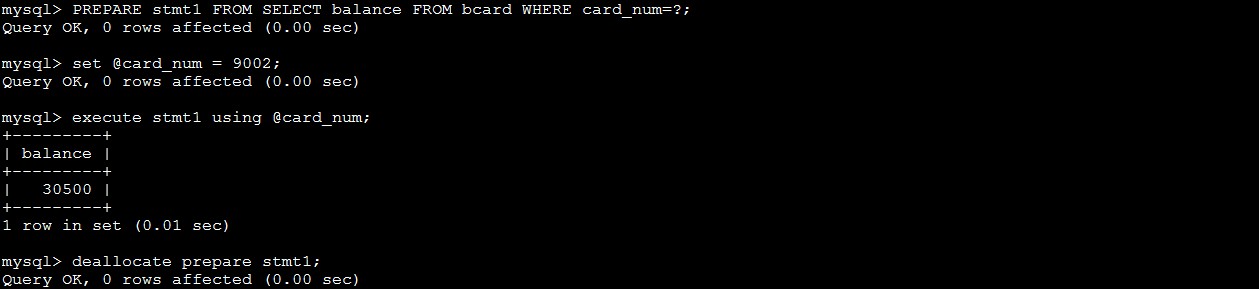 mysql> PREPARE stmt1 FROM SELECT balance FROM bcard WHERE card_num=?;
Query OK, 0 rows affected (0.00 sec)
mysql> set @card_num = 9002;
Query OK, 0 rows affected (0.00 sec)
mysql> execute stmt1 using @card_num;
+---------+
| balance |
+---------+
|   30500 |
+---------+
1 row in set (0.01 sec)
mysql> deallocate prepare stmt1;
Query OK, 0 rows affected (0.00 sec)